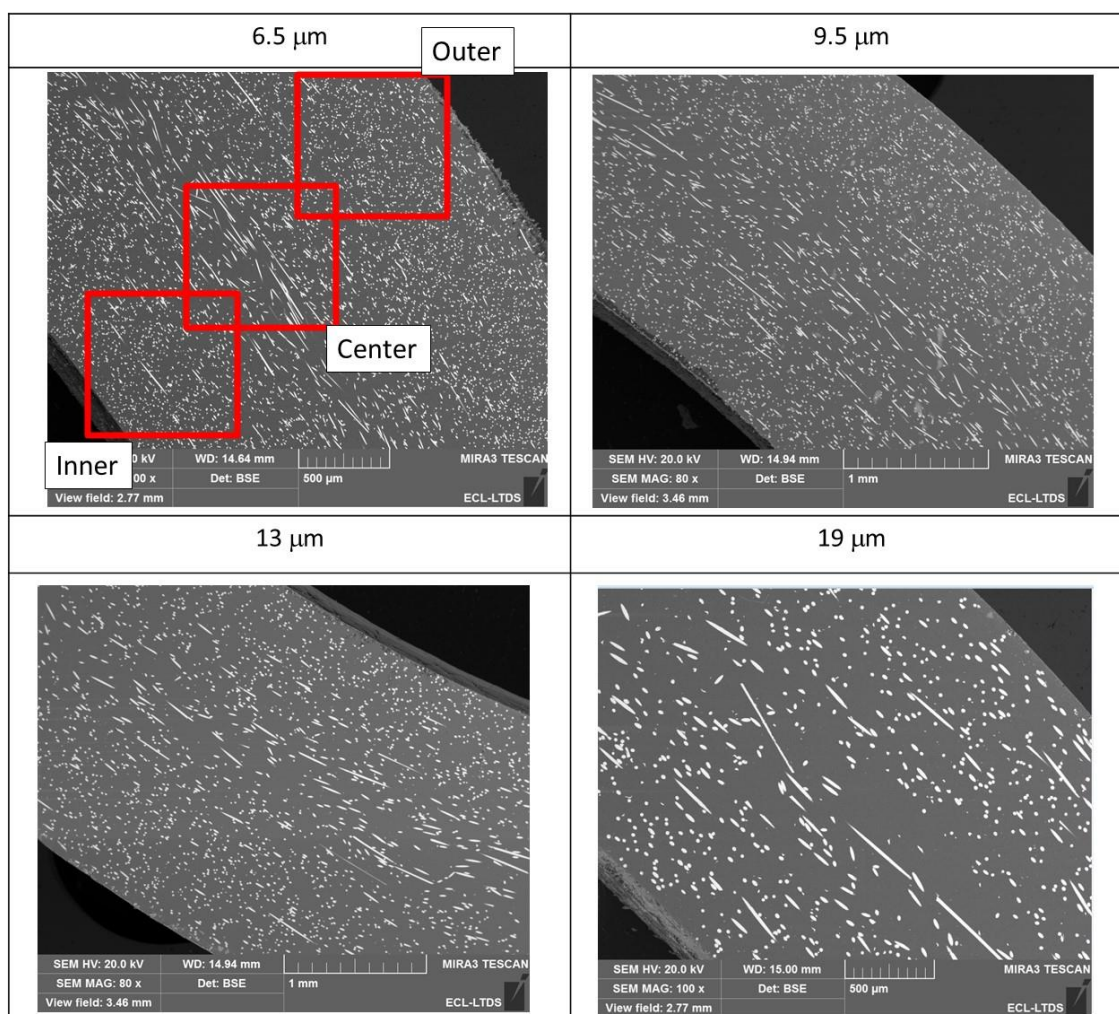 6.5 μm
9.5 μm
Outer
Center
Inner
0 kV WD: 14.64 mm MIRA3 TESCAN
00 x Det: BSE 500 μm
View field: 2.77 mm ECL-LTDS
SEM HV: 20.0 kV WD: 14.94 mm MIRA3 TESCAN
SEM MAG: 80 x Det: BSE 1 mm
View field: 3.46 mm ECL-LTDS
13 μm
19 μm
SEM HV: 20.0 kV WD: 14.94 mm MIRA3 TESCAN
SEM MAG: 80 x Det: BSE 1 mm
View field: 3.46 mm ECL-LTDS
SEM HV: 20.0 kV WD: 15.00 mm MIRA3 TESCAN
SEM MAG: 100 x Det: BSE 500 μm
View field: 2.77 mm ECL-LTDS